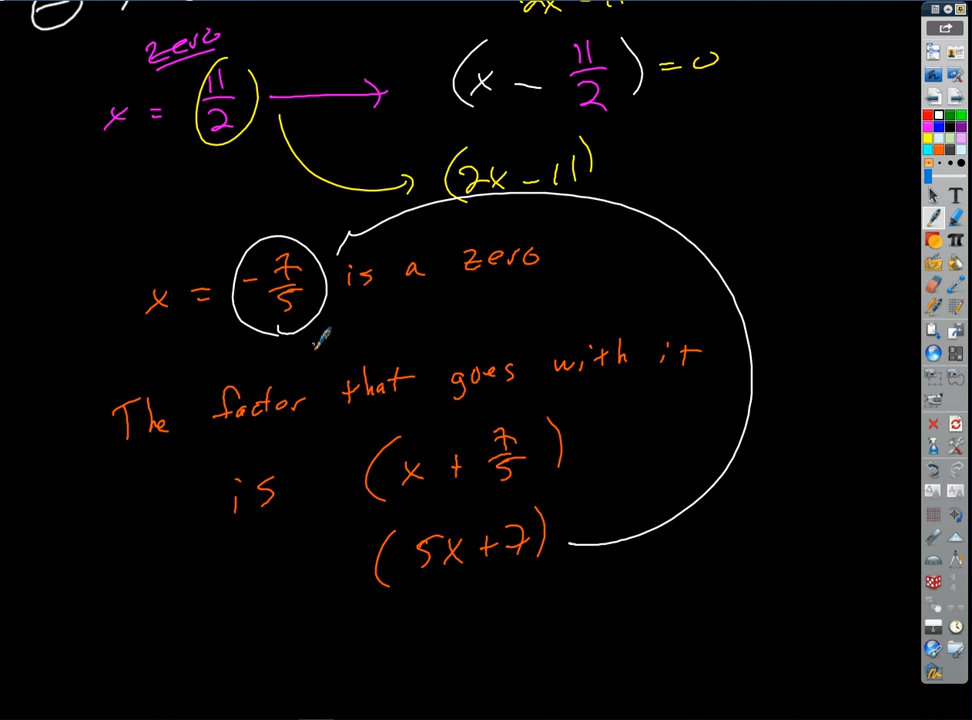 zero
x = 11/2 (x - 11/2) = 0
(2x - 11)
x = - 7/5 is a zero
The factor that goes with it
is (x + 7/5)
(5x + 7)